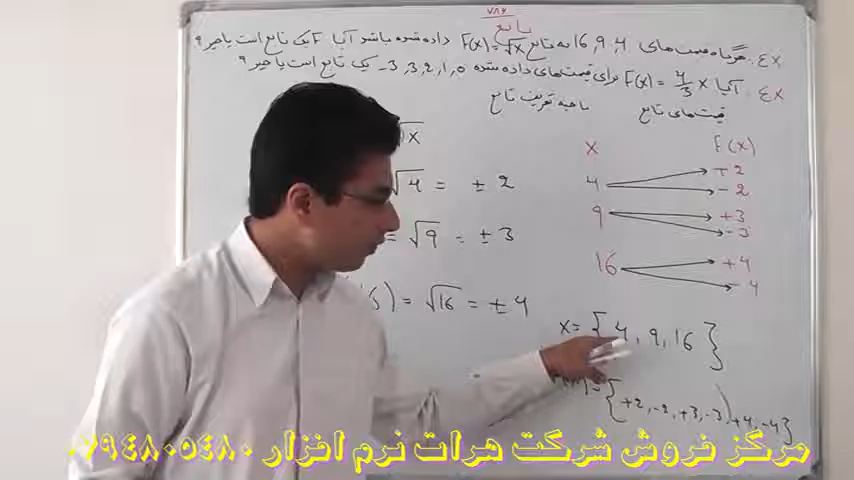 ۷۸۶
تابع
EX. هرگاه قیمت های 4, 9, 16 به تابع F(x) = √x داده شده باشد آیا F یک تابع است یا خیر؟
EX. آیا F(x) = 4/3 x برای قیمت های داده شده 0, 1, 2, 3, -3 یک تابع است یا خیر؟
ناحیه تعریف تابع قیمت های تابع
√x x F(x)
√4 = ±2 4 +2
-2
= √9 = ±3 9 +3
-3
) = √16 = ±4 16 +4
-4
x = { 4, 9, 16 }
= { +2, -2, +3, -3, +4, -4 }
مرکز فروش شرکت هرات نرم افزار ۰۷۹۴۸۰۵۴۸۰